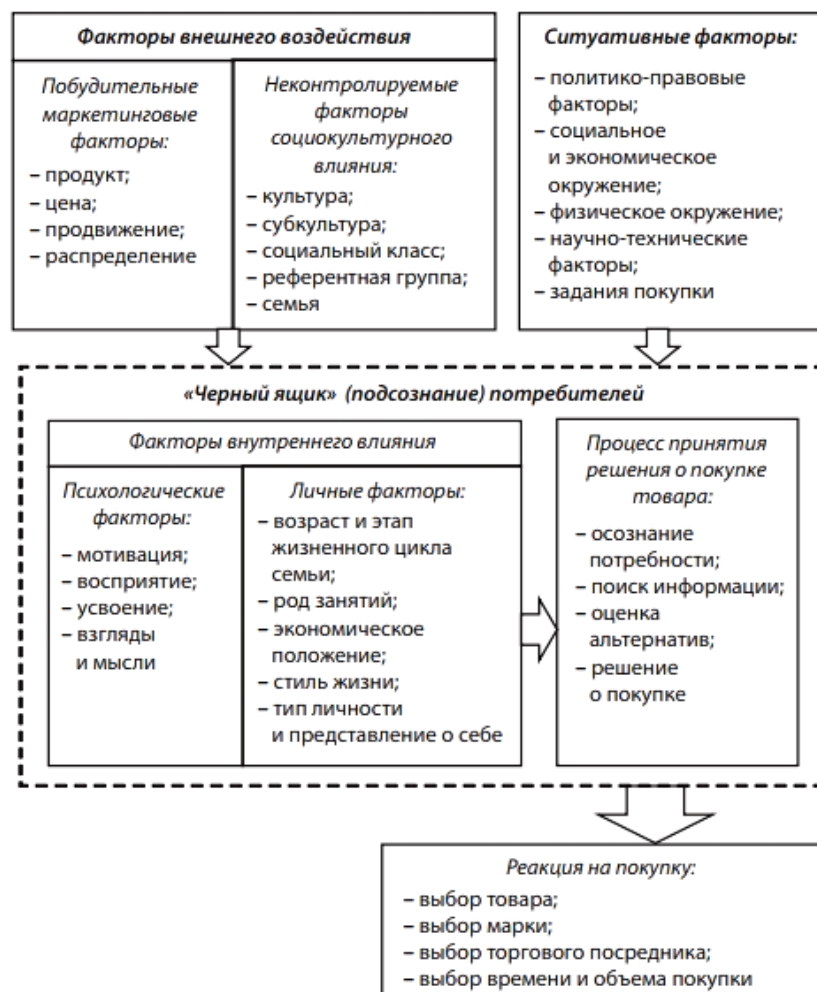 Факторы внешнего воздействия
Побудительные
маркетинговые
факторы:
– продукт;
– цена;
– продвижение;
– распределение
Неконтролируемые
факторы
социокультурного
влияния:
– культура;
– субкультура;
– социальный класс;
– референтная группа;
– семья
Ситуативные факторы:
– политико-правовые
факторы;
– социальное
и экономическое
окружение;
– физическое окружение;
– научно-технические
факторы;
– задания покупки
«Черный ящик» (подсознание) потребителей
Факторы внутреннего влияния
Психологические
факторы:
– мотивация;
– восприятие;
– усвоение;
– взгляды
и мысли
Личные факторы:
– возраст и этап
жизненного цикла
семьи;
– род занятий;
– экономическое
положение;
– стиль жизни;
– тип личности
и представление о себе
Процесс принятия
решения о покупке
товара:
– осознание
потребности;
– поиск информации;
– оценка
альтернатив;
– решение
о покупке
Реакция на покупку:
– выбор товара;
– выбор марки;
– выбор торгового посредника;
– выбор времени и объема покупки